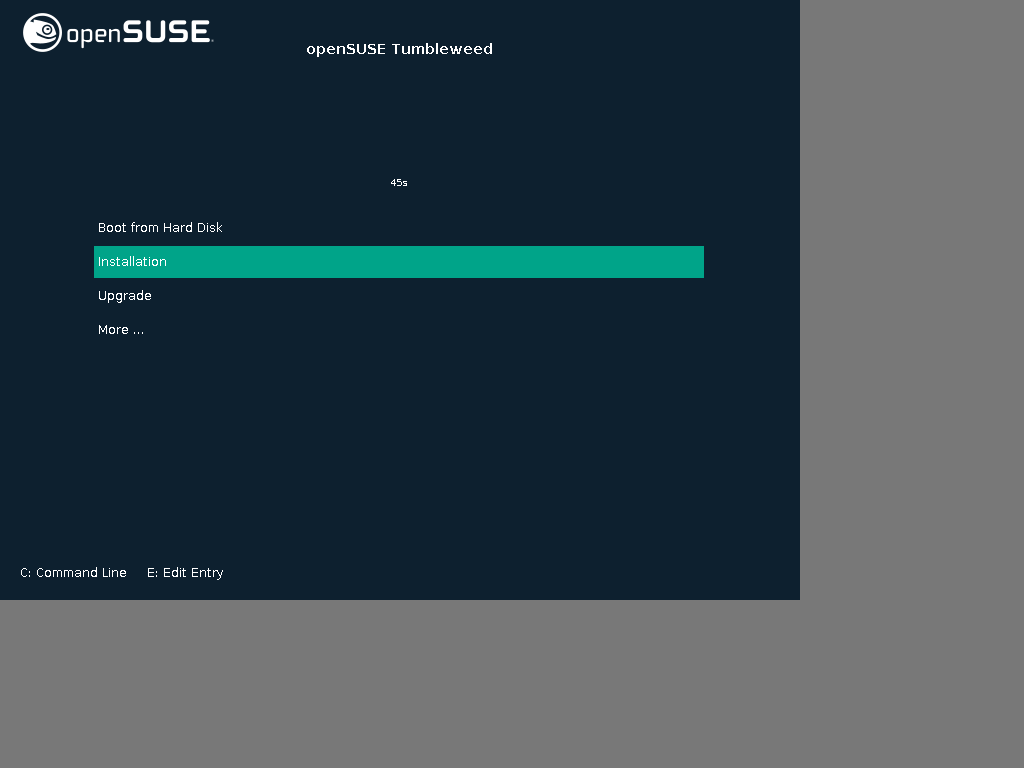 openSUSE.
openSUSE Tumbleweed
45s
Boot from Hard Disk
Installation
Upgrade
More ...
C: Command Line E: Edit Entry